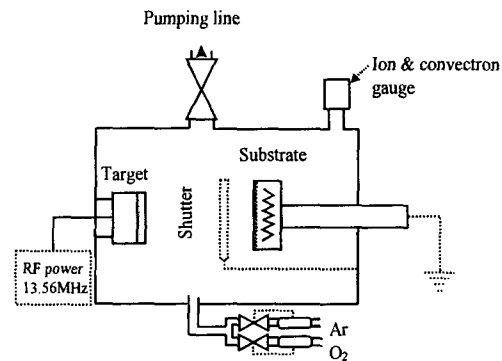 Pumping line
Ion & convectron
gauge
Target
Substrate
Shutter
RF power
13.56MHz
Ar
O₂